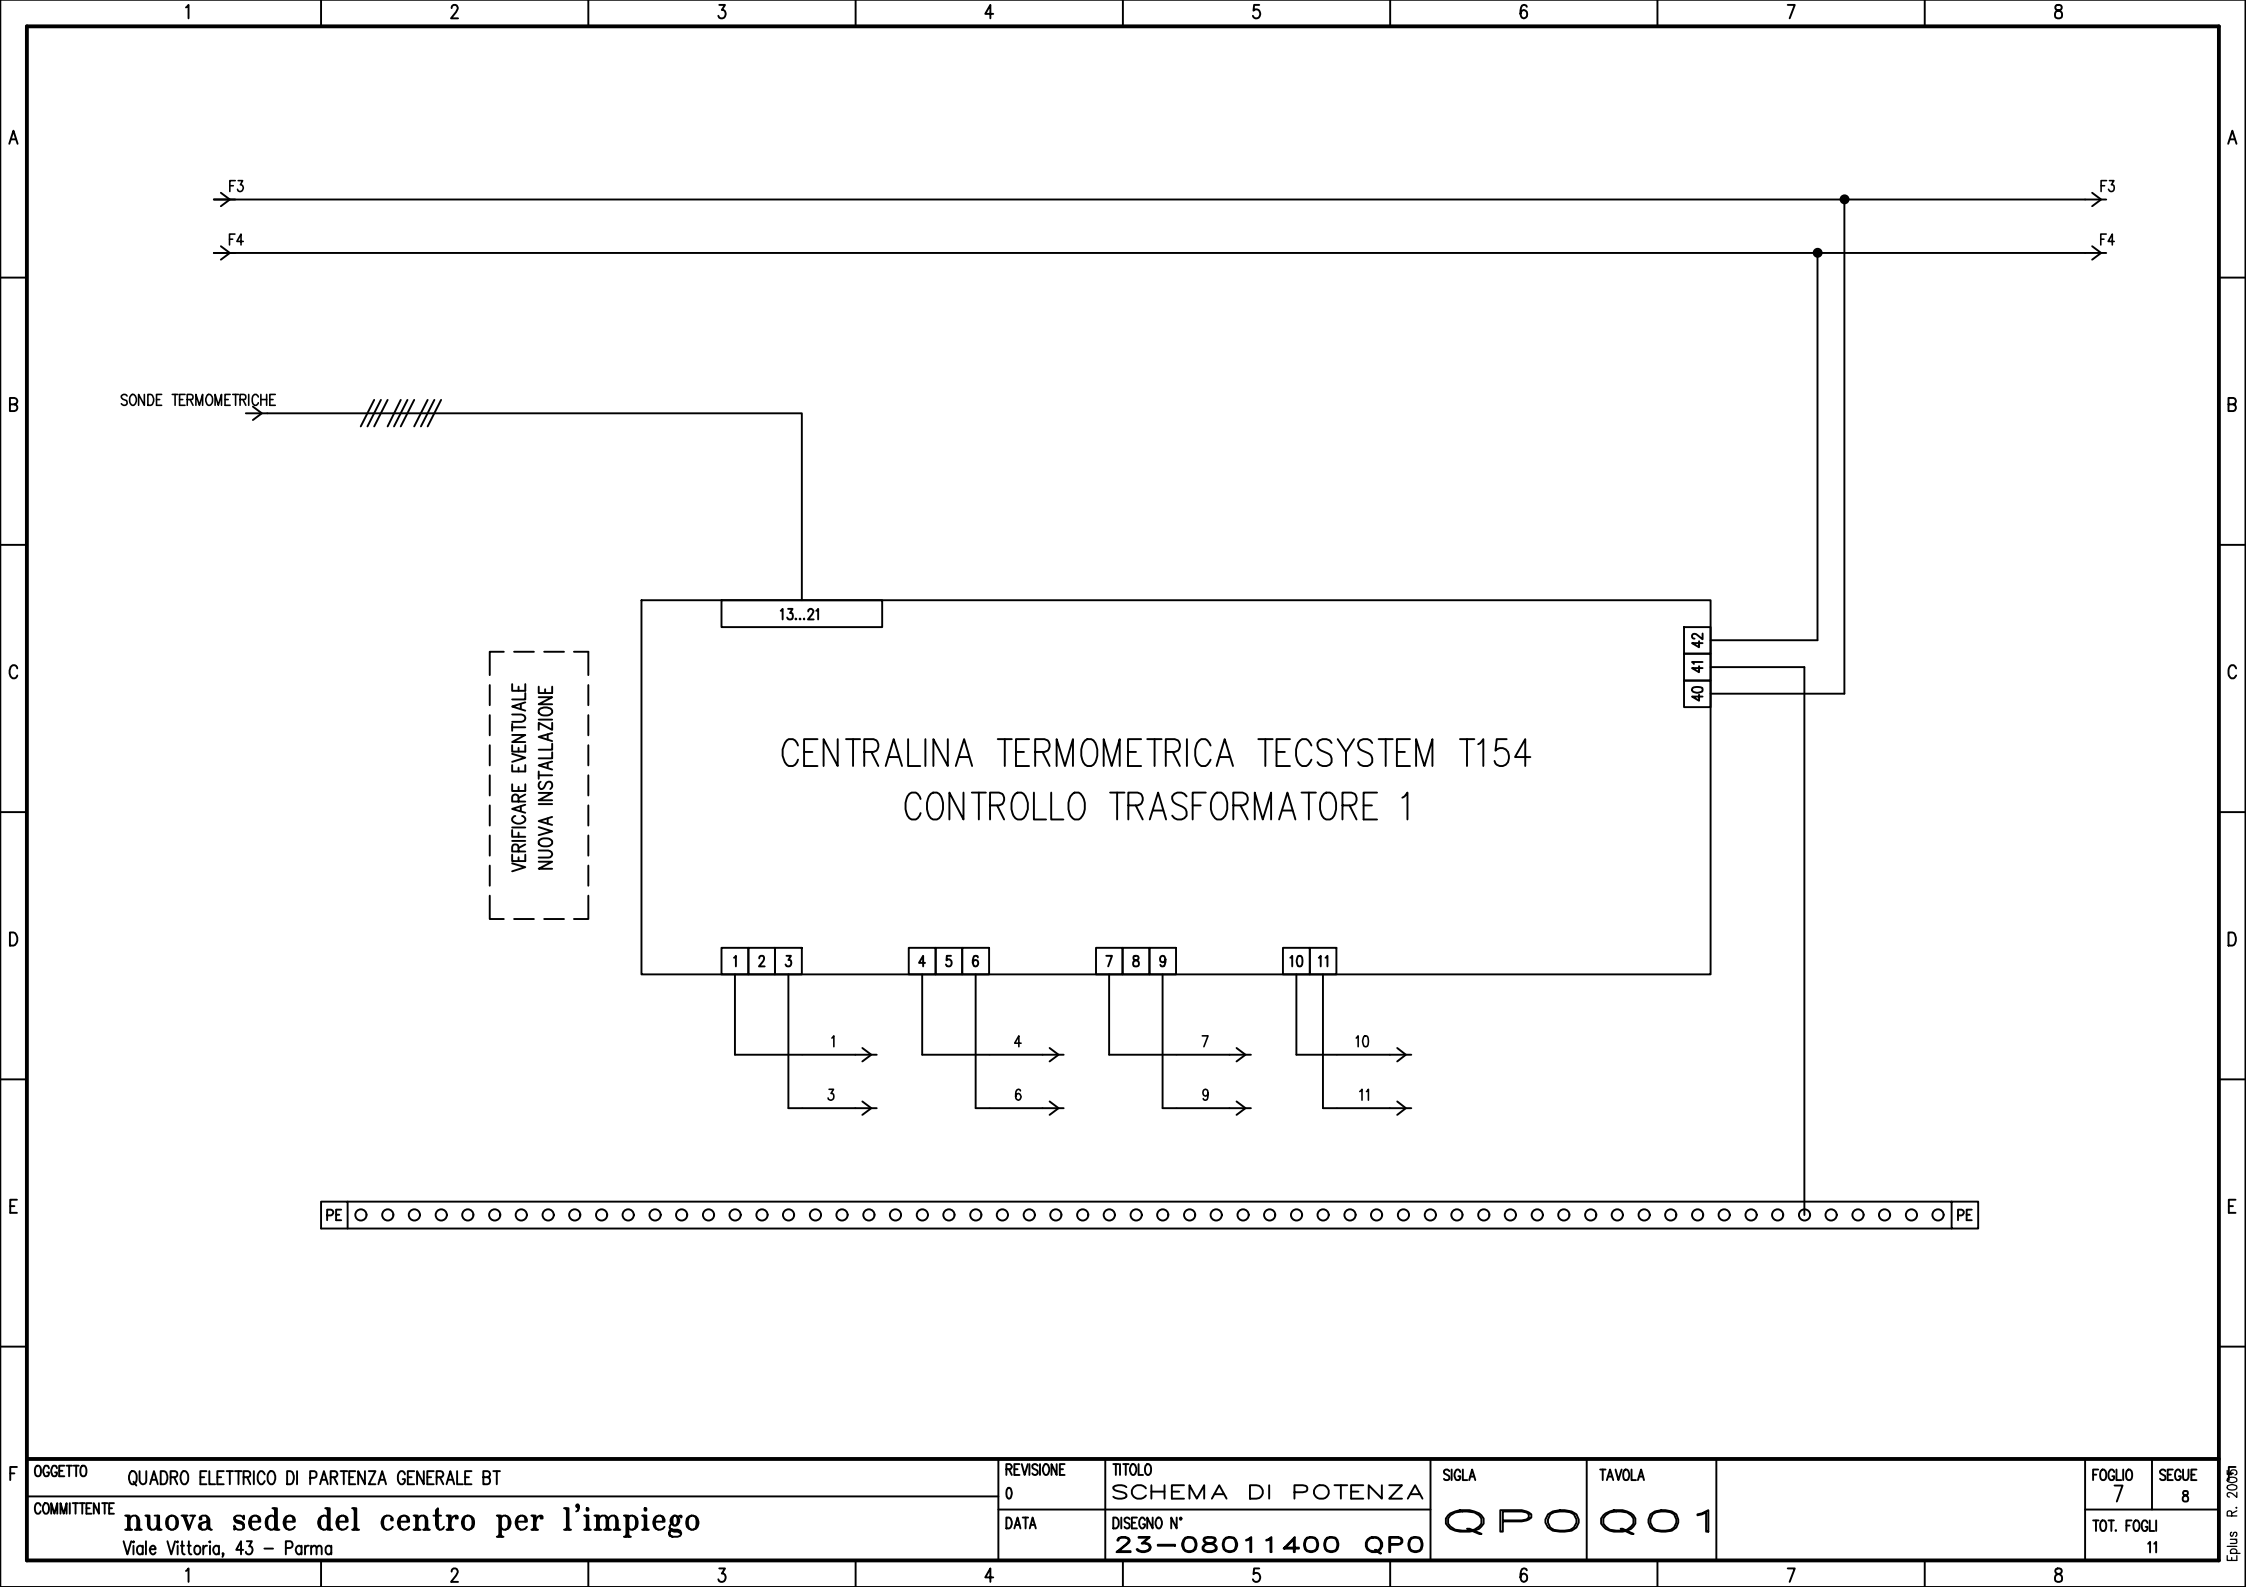 1 2 3 4 5 6 7 8
A A
F3 F3
F4 F4
B B
SONDE TERMOMETRICHE
13...21
C C
42
41
40
VERIFICARE EVENTUALE
NUOVA INSTALLAZIONE
CENTRALINA TERMOMETRICA TECSYSTEM T154
CONTROLLO TRASFORMATORE 1
D D
1 2 3 4 5 6 7 8 9 10 11
1 4 7 10
3 6 9 11
E E
PE PE
F
OGGETTO QUADRO ELETTRICO DI PARTENZA GENERALE BT
COMMITTENTE nuova sede del centro per l'impiego
Viale Vittoria, 43 - Parma
REVISIONE
0
DATA
TITOLO
SCHEMA DI POTENZA
DISEGNO N°
23-08011400 QP0
SIGLA
QP0
TAVOLA
Q01
FOGLIO
7
SEGUE
8
TOT. FOGLI
11
Eplus R.
1 2 3 4 5 6 7 8